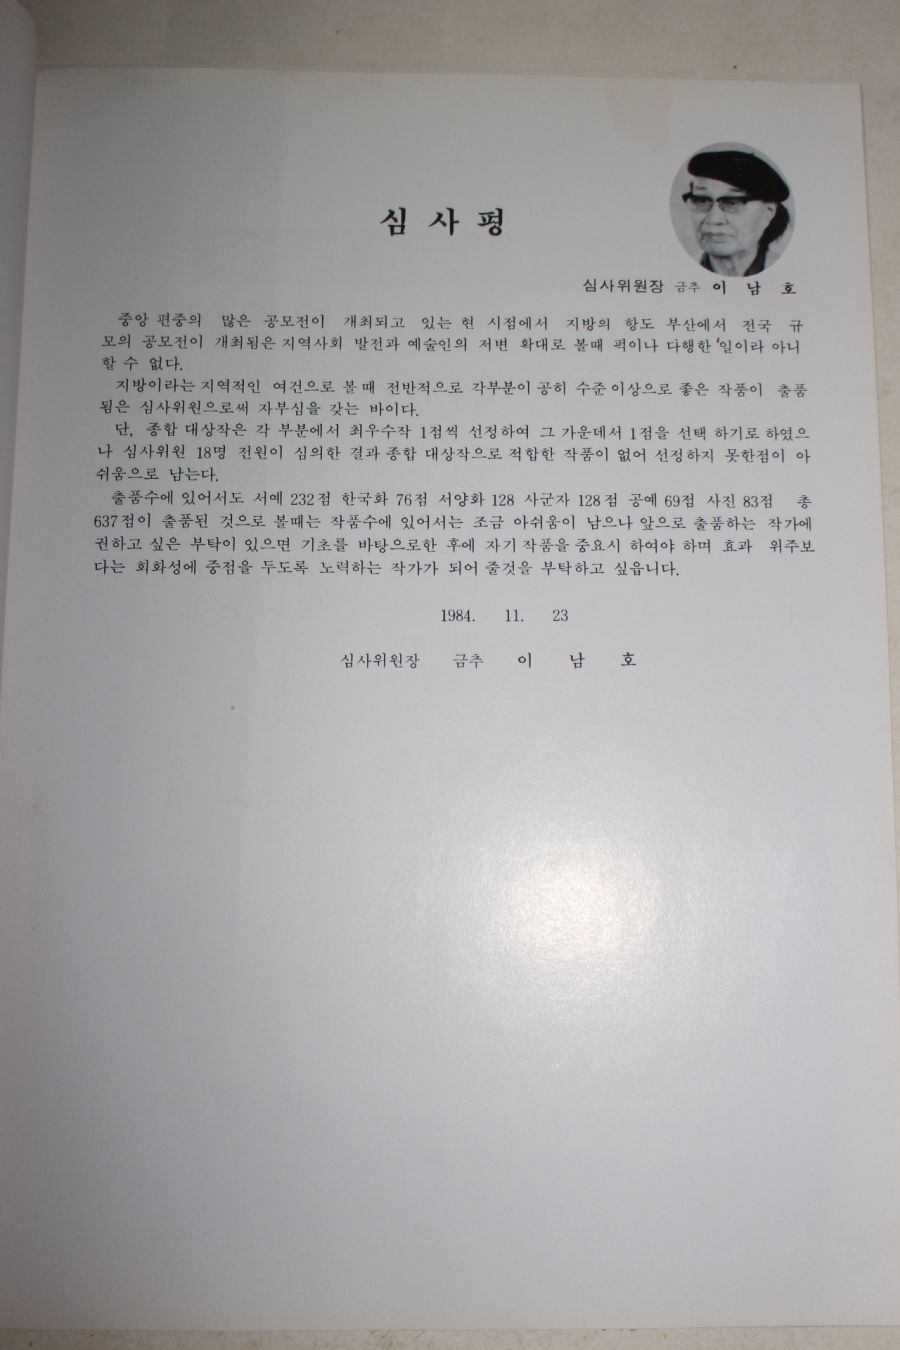 심 사 평
심사위원장 금추 이 남 호
중앙 편중의 많은 공모전이 개최되고 있는 현 시점에서 지방의 항도 부산에서 전국 규
모의 공모전이 개최됨은 지역사회 발전과 예술인의 저변 확대로 볼때 퍽이나 다행한 일이라 아니
할 수 없다.
지방이라는 지역적인 여건으로 볼 때 전반적으로 각부분이 공히 수준 이상으로 좋은 작품이 출품
됨은 심사위원으로써 자부심을 갖는 바이다.
단, 종합 대상작은 각 부분에서 최우수작 1점씩 선정하여 그 가운데서 1점을 선택 하기로 하였으
나 심사위원 18명 전원이 심의한 결과 종합 대상작으로 적합한 작품이 없어 선정하지 못한점이 아
쉬움으로 남는다.
출품수에 있어서도 서예 232점 한국화 76점 서양화 128 사군자 128점 공예 69점 사진 83점 총
637점이 출품된 것으로 볼때는 작품수에 있어서는 조금 아쉬움이 남으나 앞으로 출품하는 작가에
권하고 싶은 부탁이 있으면 기초를 바탕으로한 후에 자기 작품을 중요시 하여야 하며 효과 위주보
다는 회화성에 중점을 두도록 노력하는 작가가 되어 줄것을 부탁하고 싶읍니다.
1984. 11. 23
심사위원장 금추 이 남 호